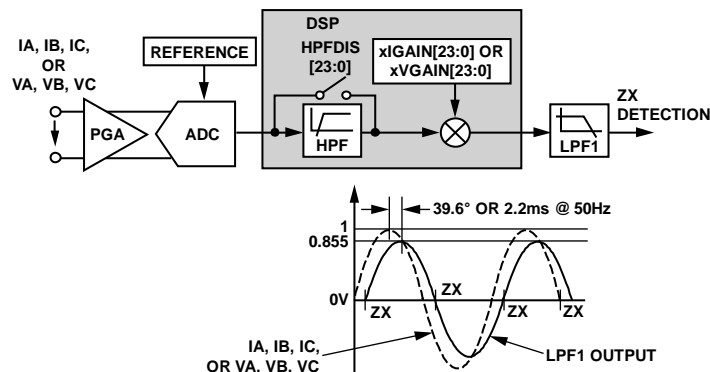 DSP
IA, IB, IC,
OR
VA, VB, VC
REFERENCE
HPFDIS
[23:0]
xIGAIN[23:0] OR
xVGAIN[23:0]
ZX
DETECTION
PGA
ADC
HPF
LPF1
39.6° OR 2.2ms @ 50Hz
1
0.855
0V
ZX
ZX
ZX
ZX
IA, IB, IC,
OR VA, VB, VC
LPF1 OUTPUT